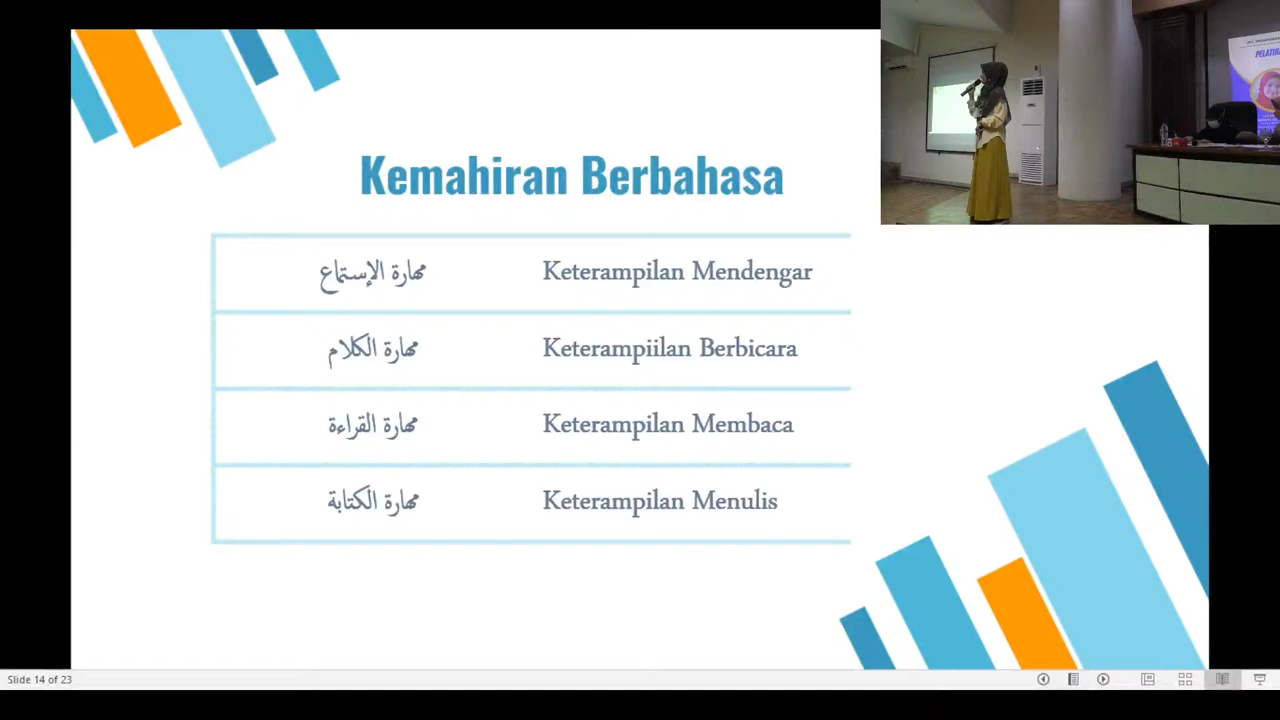 Kemahiran Berbahasa
مهارة الإستماع
Keterampilan Mendengar
مهارة الكلام
Keterampiilan Berbicara
مهارة القراءة
Keterampilan Membaca
مهارة الكتابة
Keterampilan Menulis
Slide 14 of 23